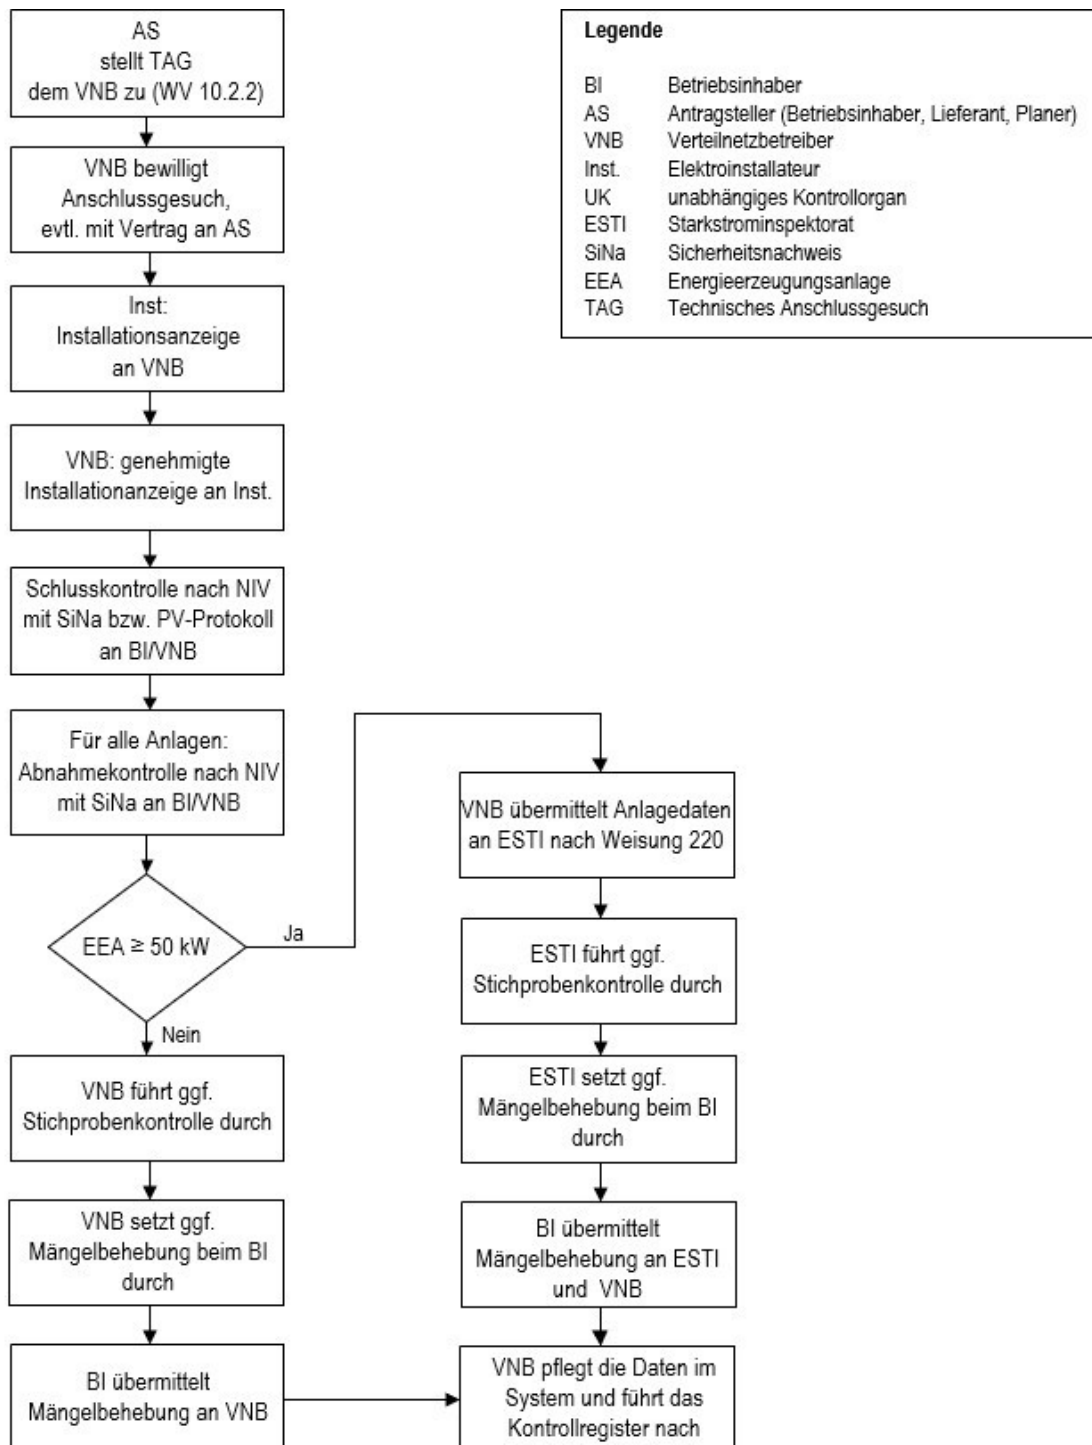 AS
stellt TAG
dem VNB zu (WV 10.2.2)
VNB bewilligt
Anschlussgesuch,
evtl. mit Vertrag an AS
Inst:
Installationsanzeige
an VNB
VNB: genehmigte
Installationanzeige an Inst.
Schlusskontrolle nach NIV
mit SiNa bzw. PV-Protokoll
an BI/VNB
Für alle Anlagen:
Abnahmekontrolle nach NIV
mit SiNa an BI/VNB
EEA ≥ 50 kW
Ja
Nein
VNB führt ggf.
Stichprobenkontrolle durch
VNB setzt ggf.
Mängelbehebung beim BI
durch
BI übermittelt
Mängelbehebung an VNB
VNB übermittelt Anlagedaten
an ESTI nach Weisung 220
ESTI führt ggf.
Stichprobenkontrolle durch
ESTI setzt ggf.
Mängelbehebung beim BI
durch
BI übermittelt
Mängelbehebung an ESTI
und VNB
VNB pflegt die Daten im
System und führt das
Kontrollregister nach
Legende
BI Betriebsinhaber
AS Antragsteller (Betriebsinhaber, Lieferant, Planer)
VNB Verteilnetzbetreiber
Inst. Elektroinstallateur
UK unabhängiges Kontrollorgan
ESTI Starkstrominspektorat
SiNa Sicherheitsnachweis
EEA Energieerzeugungsanlage
TAG Technisches Anschlussgesuch